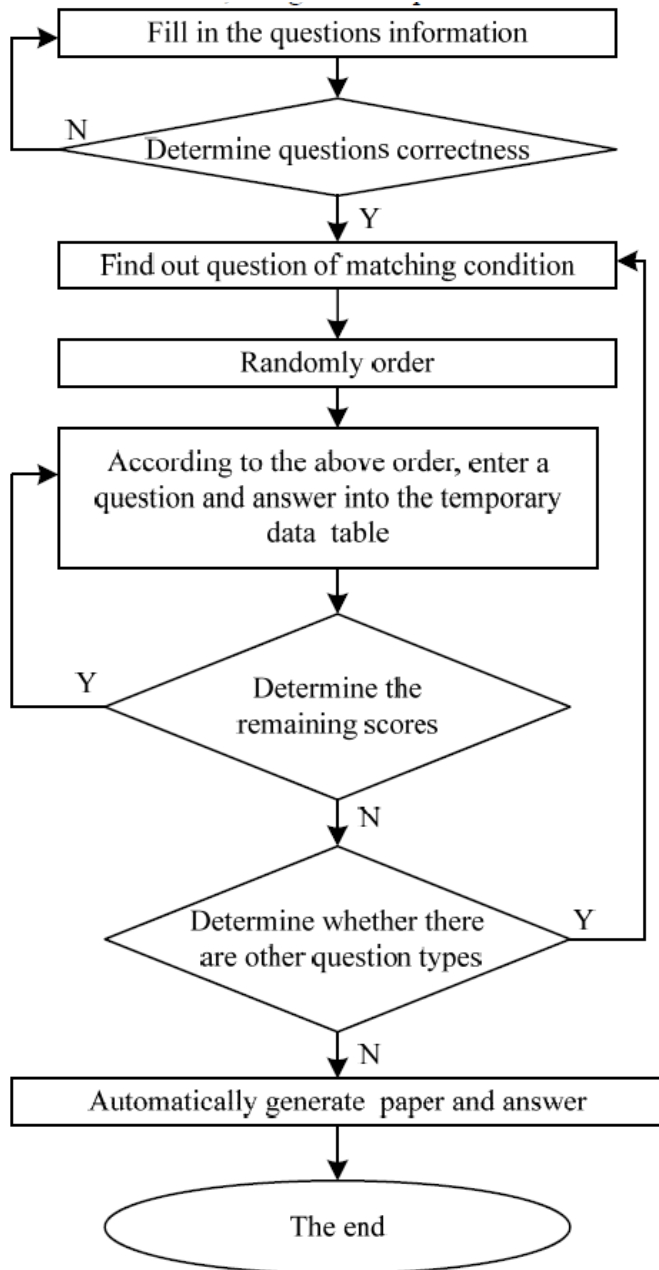 Fill in the questions information
N
Determine questions correctness
Y
Find out question of matching condition
Randomly order
According to the above order, enter a
question and answer into the temporary
data table
Y
Determine the
remaining scores
N
Determine whether there
are other question types
Y
N
Automatically generate paper and answer
The end